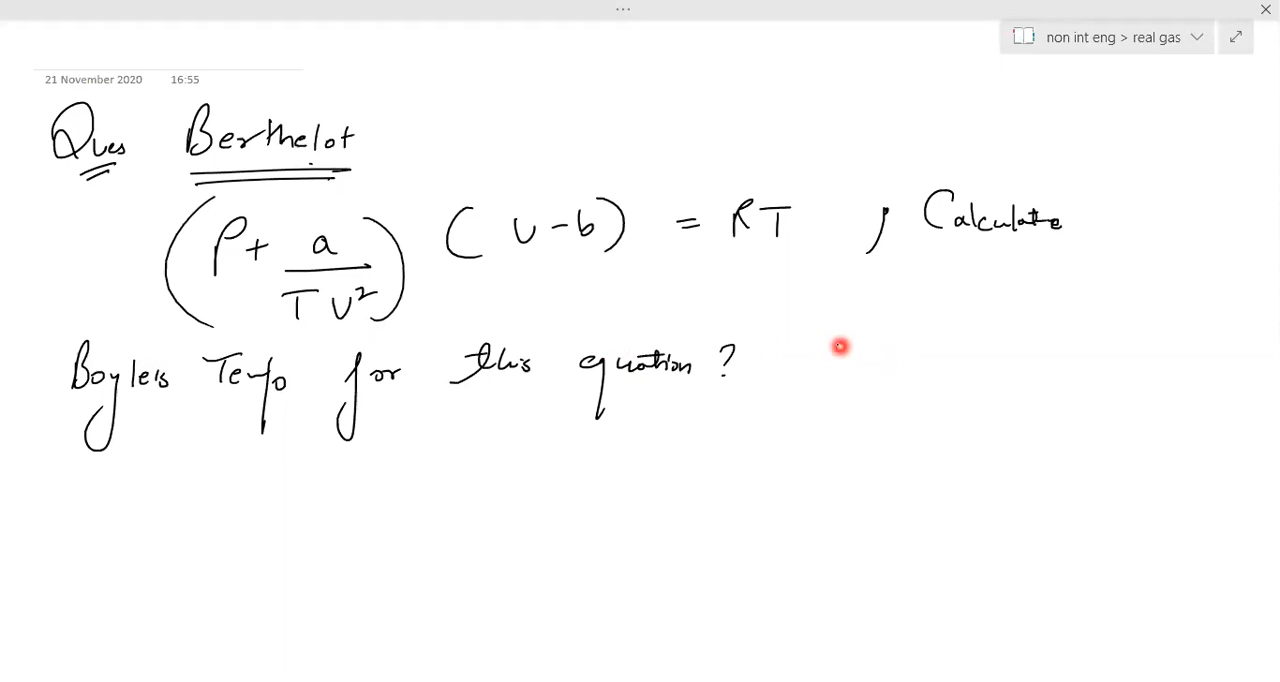 ...
non int eng > real gas
21 November 2020 16:55
Ques Berthelot
(P + a/TV²) (V - b) = RT , Calculate
Boyle's Temp for this equation ?